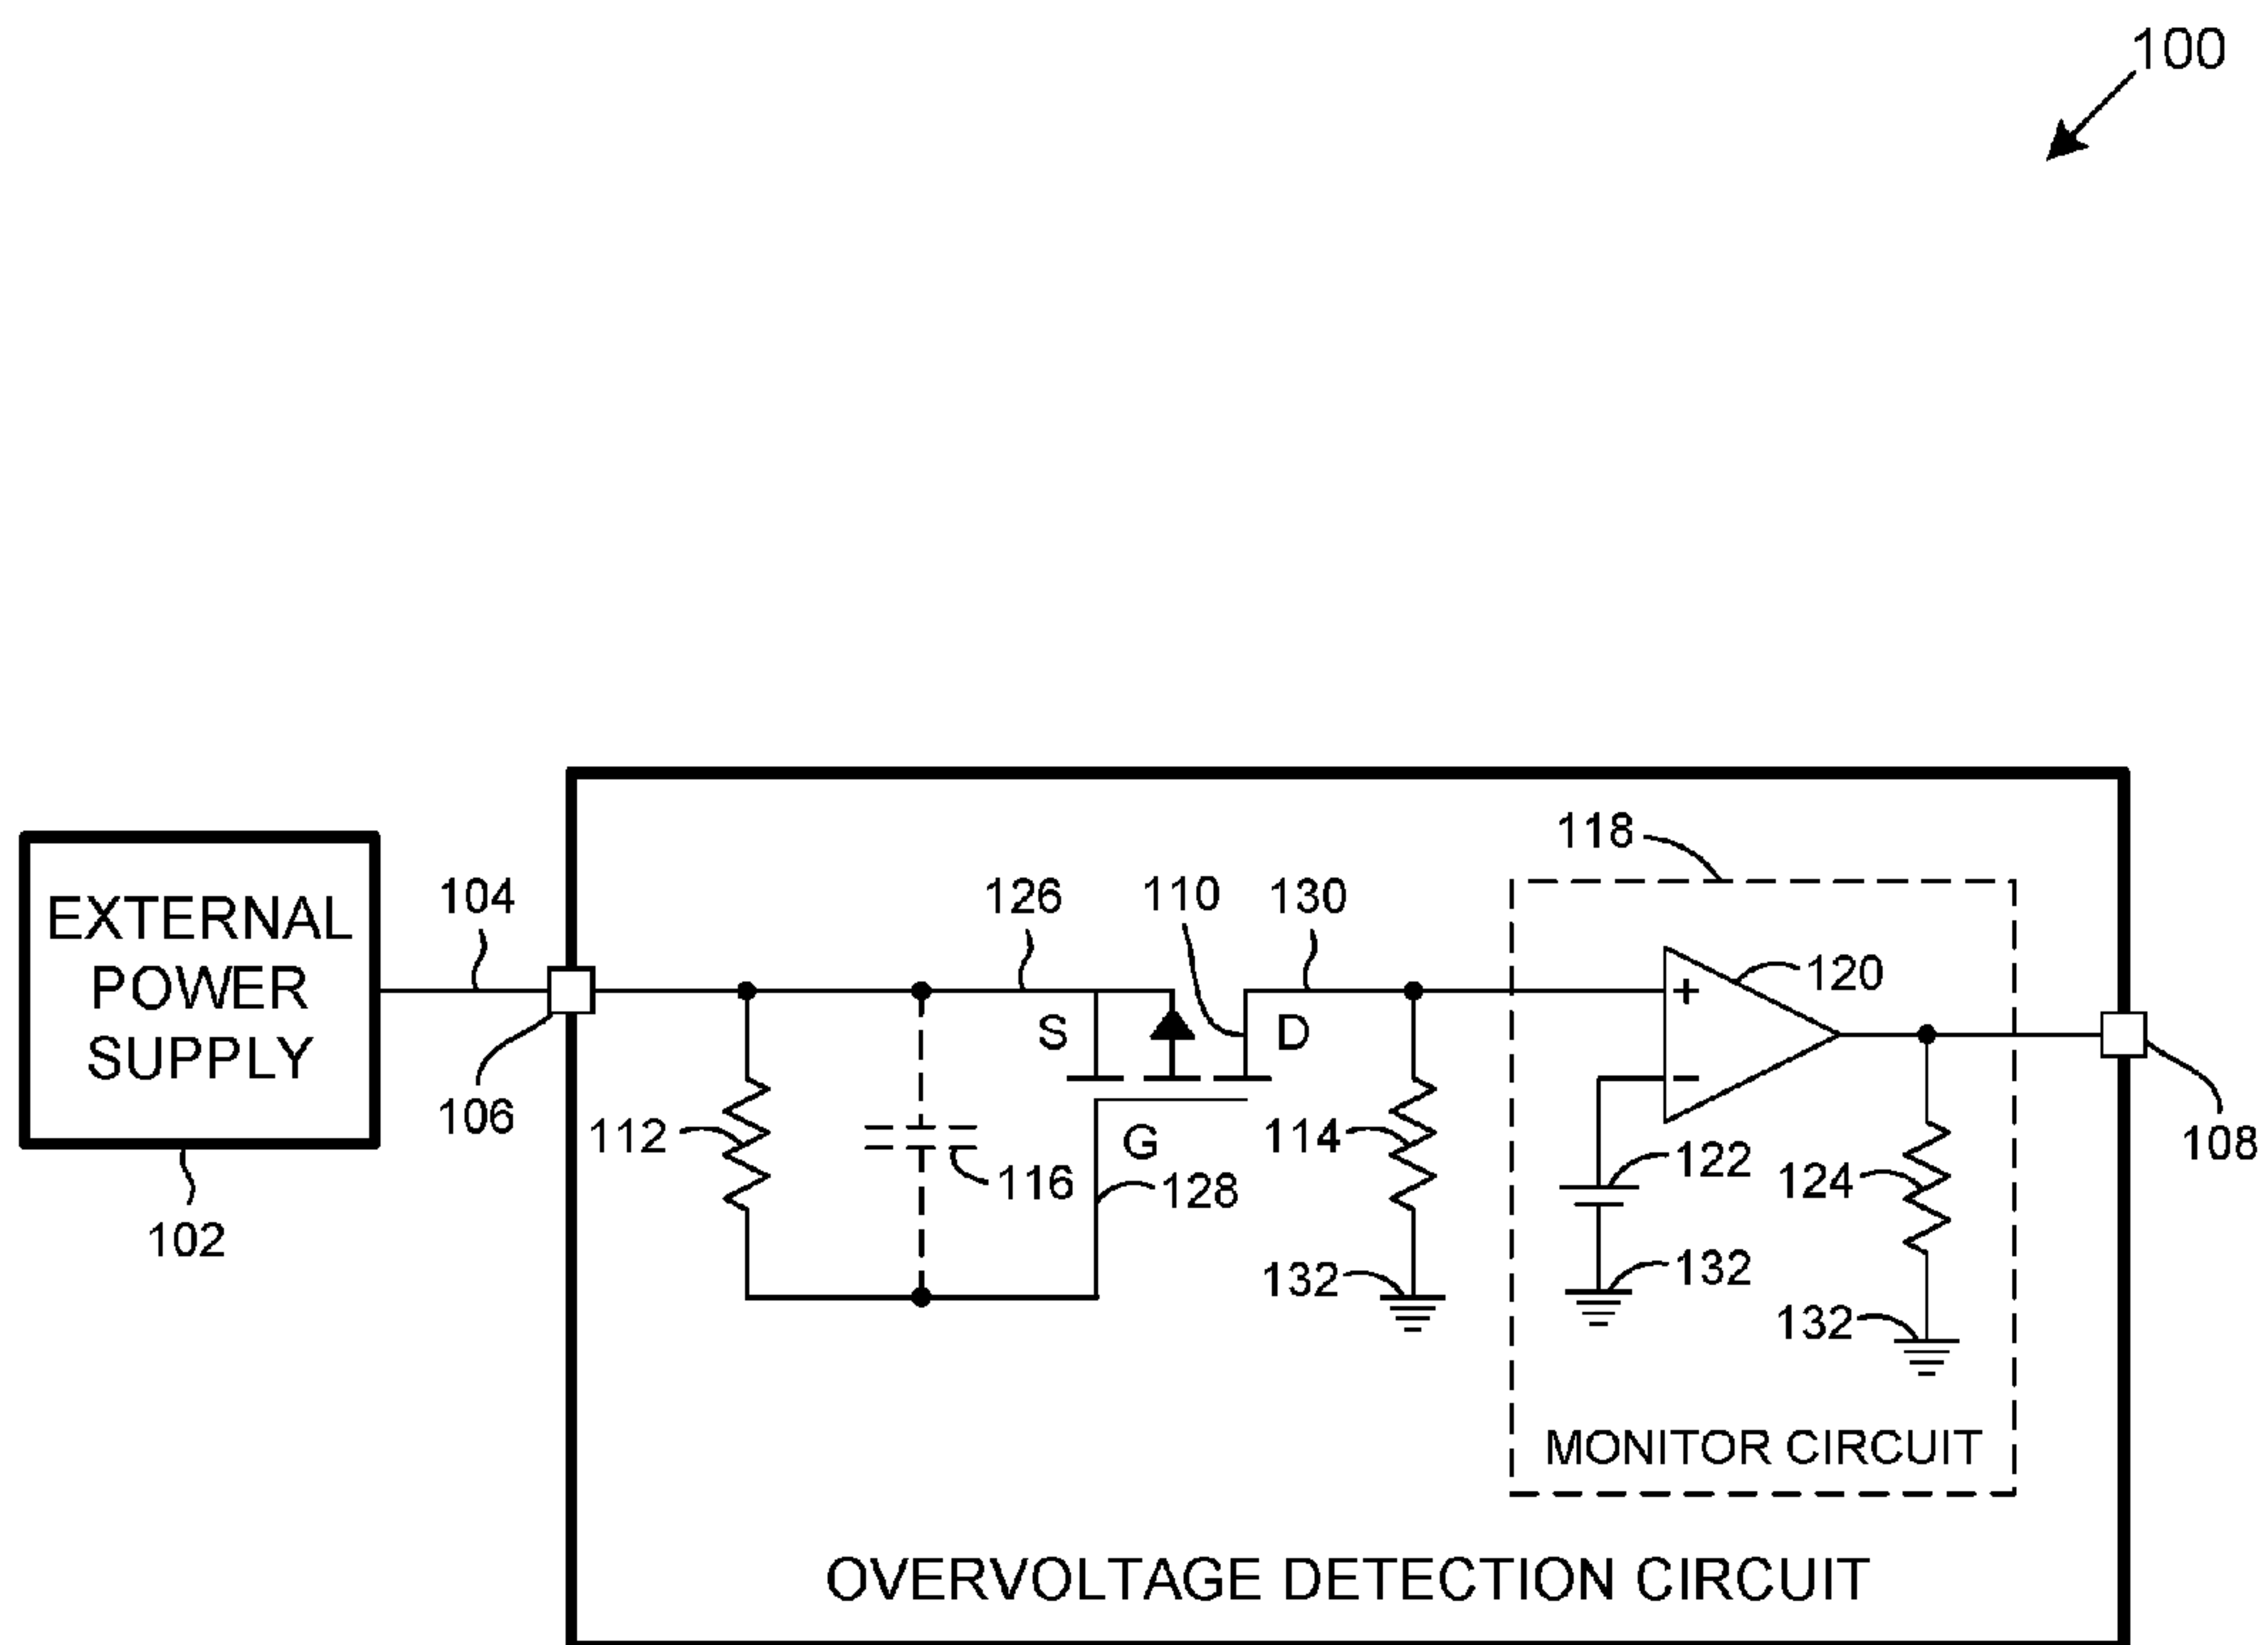 100
EXTERNAL
POWER
SUPPLY
102
104
106
112
116
126
S
G
128
110
D
130
114
132
118
+
−
120
122
132
124
132
MONITOR CIRCUIT
108
OVERVOLTAGE DETECTION CIRCUIT